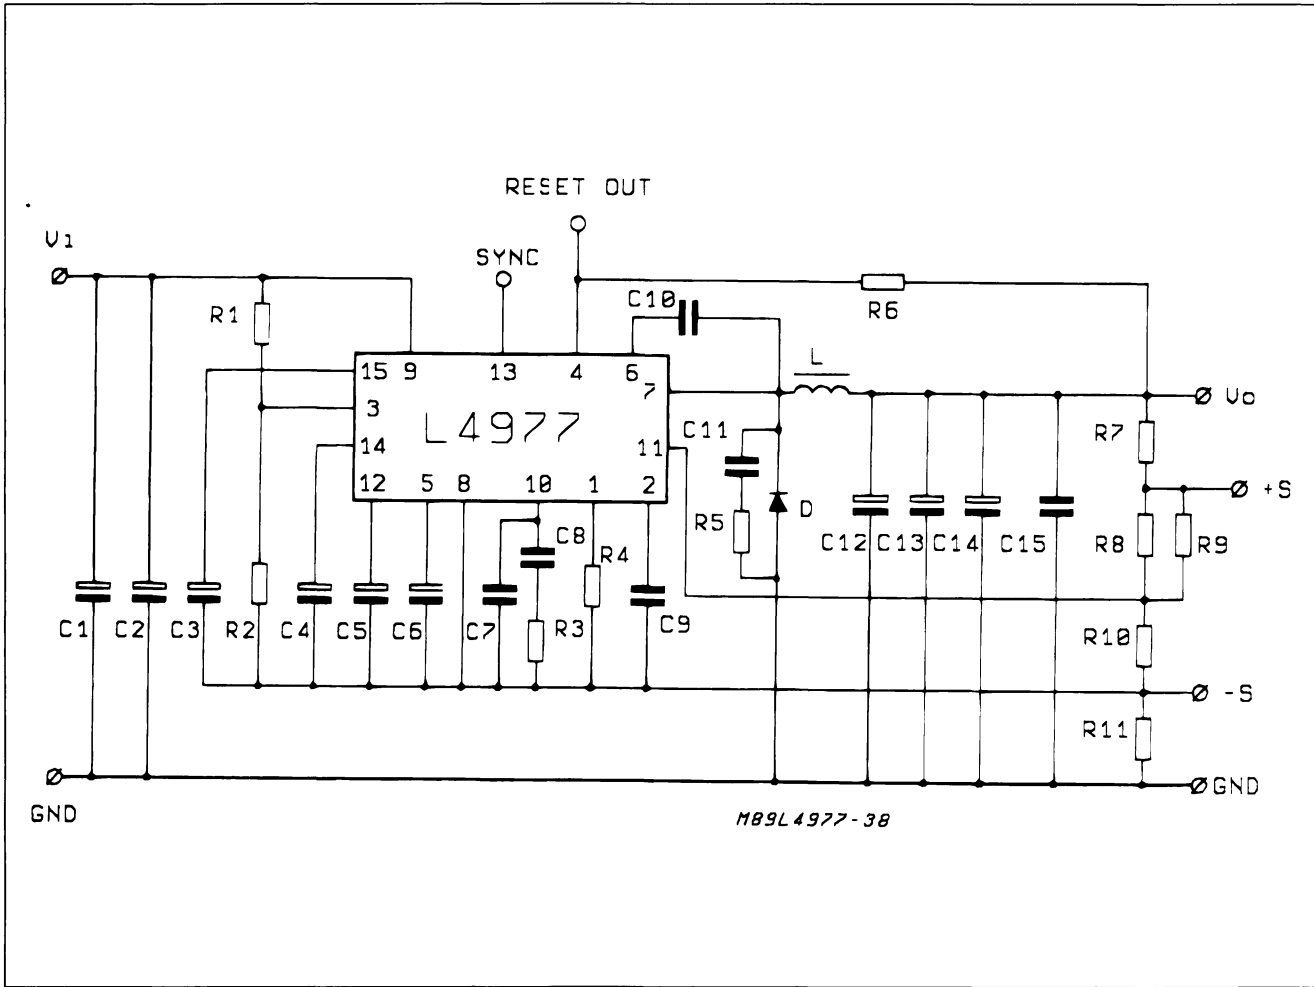 RESET OUT
Vi
SYNC
C10
R6
R1
L
15 9 13 4 6
7
Vo
3
L4977
C11
R7
14
11
12 5 8 10 1 2
+S
R5
D
C8
C12
C13
C14
C15
R8
R9
R4
C1
C2
C3
R2
C4
C5
C6
C7
R3
C9
R10
-S
R11
GND
GND
M89L4977-38